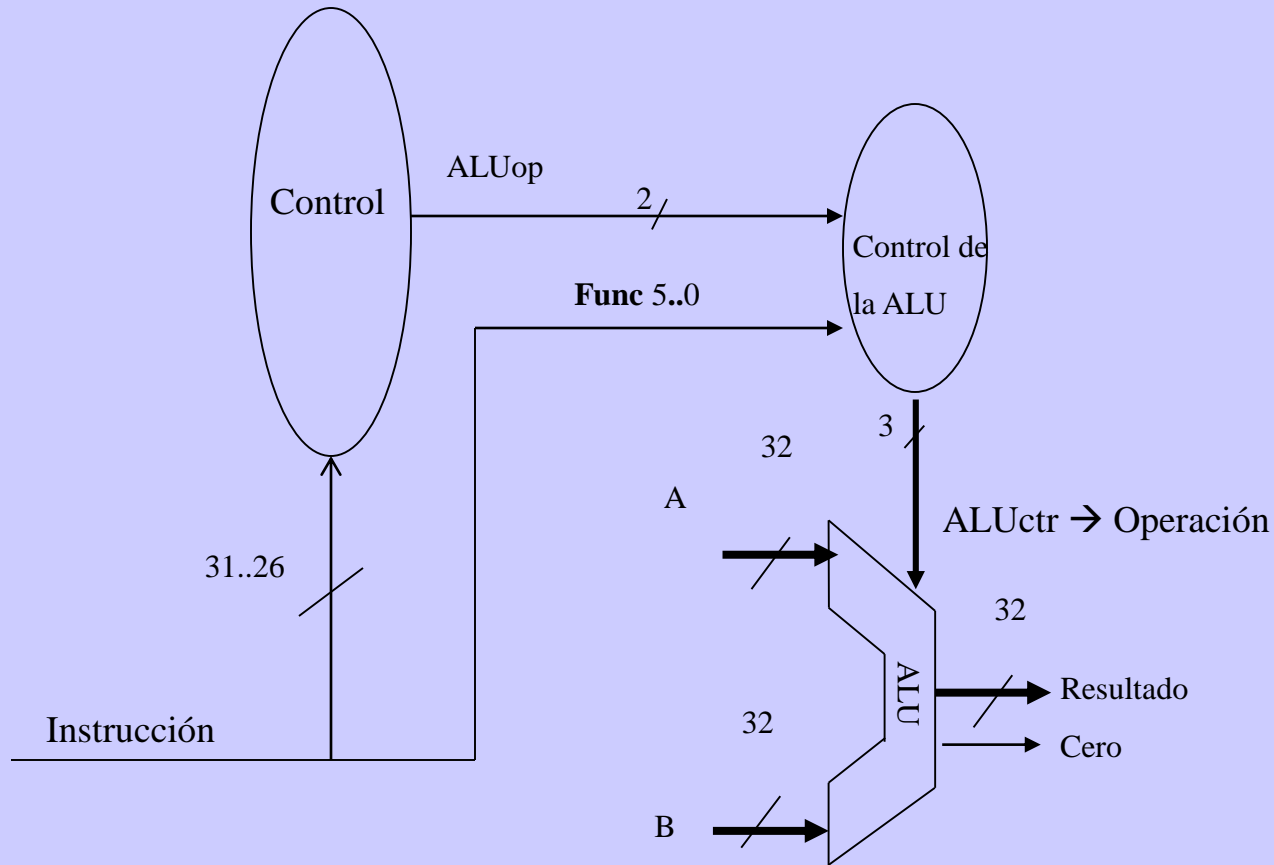 ALUop
Control
2
Control de
la ALU
Func 5..0
3
32
A
ALUctr → Operación
31..26
32
ALU
Resultado
32
Instrucción
Cero
B